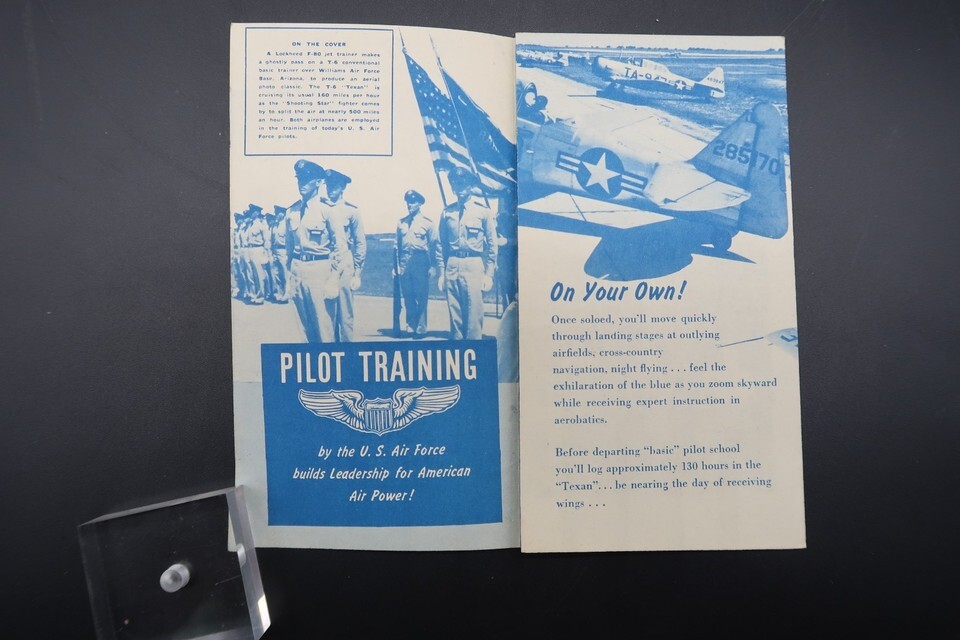 ON THE COVER
A Lockheed F-80 jet trainer makes
a ghostly pass on a T-6 conventional
basic trainer over Williams Air Force
Base, Arizona, to produce an aerial
photo classic. The T-6 "Texan" is
cruising its usual 160 miles per hour
as the "Shooting Star" fighter comes
by to split the air at nearly 500 miles
an hour. Both airplanes are employed
in the training of today's U. S. Air
Force pilots.
PILOT TRAINING
by the U. S. Air Force
builds Leadership for American
Air Power!
285170
On Your Own!
Once soloed, you'll move quickly
through landing stages at outlying
airfields, cross-country
navigation, night flying . . . feel the
exhilaration of the blue as you zoom skyward
while receiving expert instruction in
aerobatics.
Before departing "basic" pilot school
you'll log approximately 130 hours in the
"Texan". . . be nearing the day of receiving
wings . . .